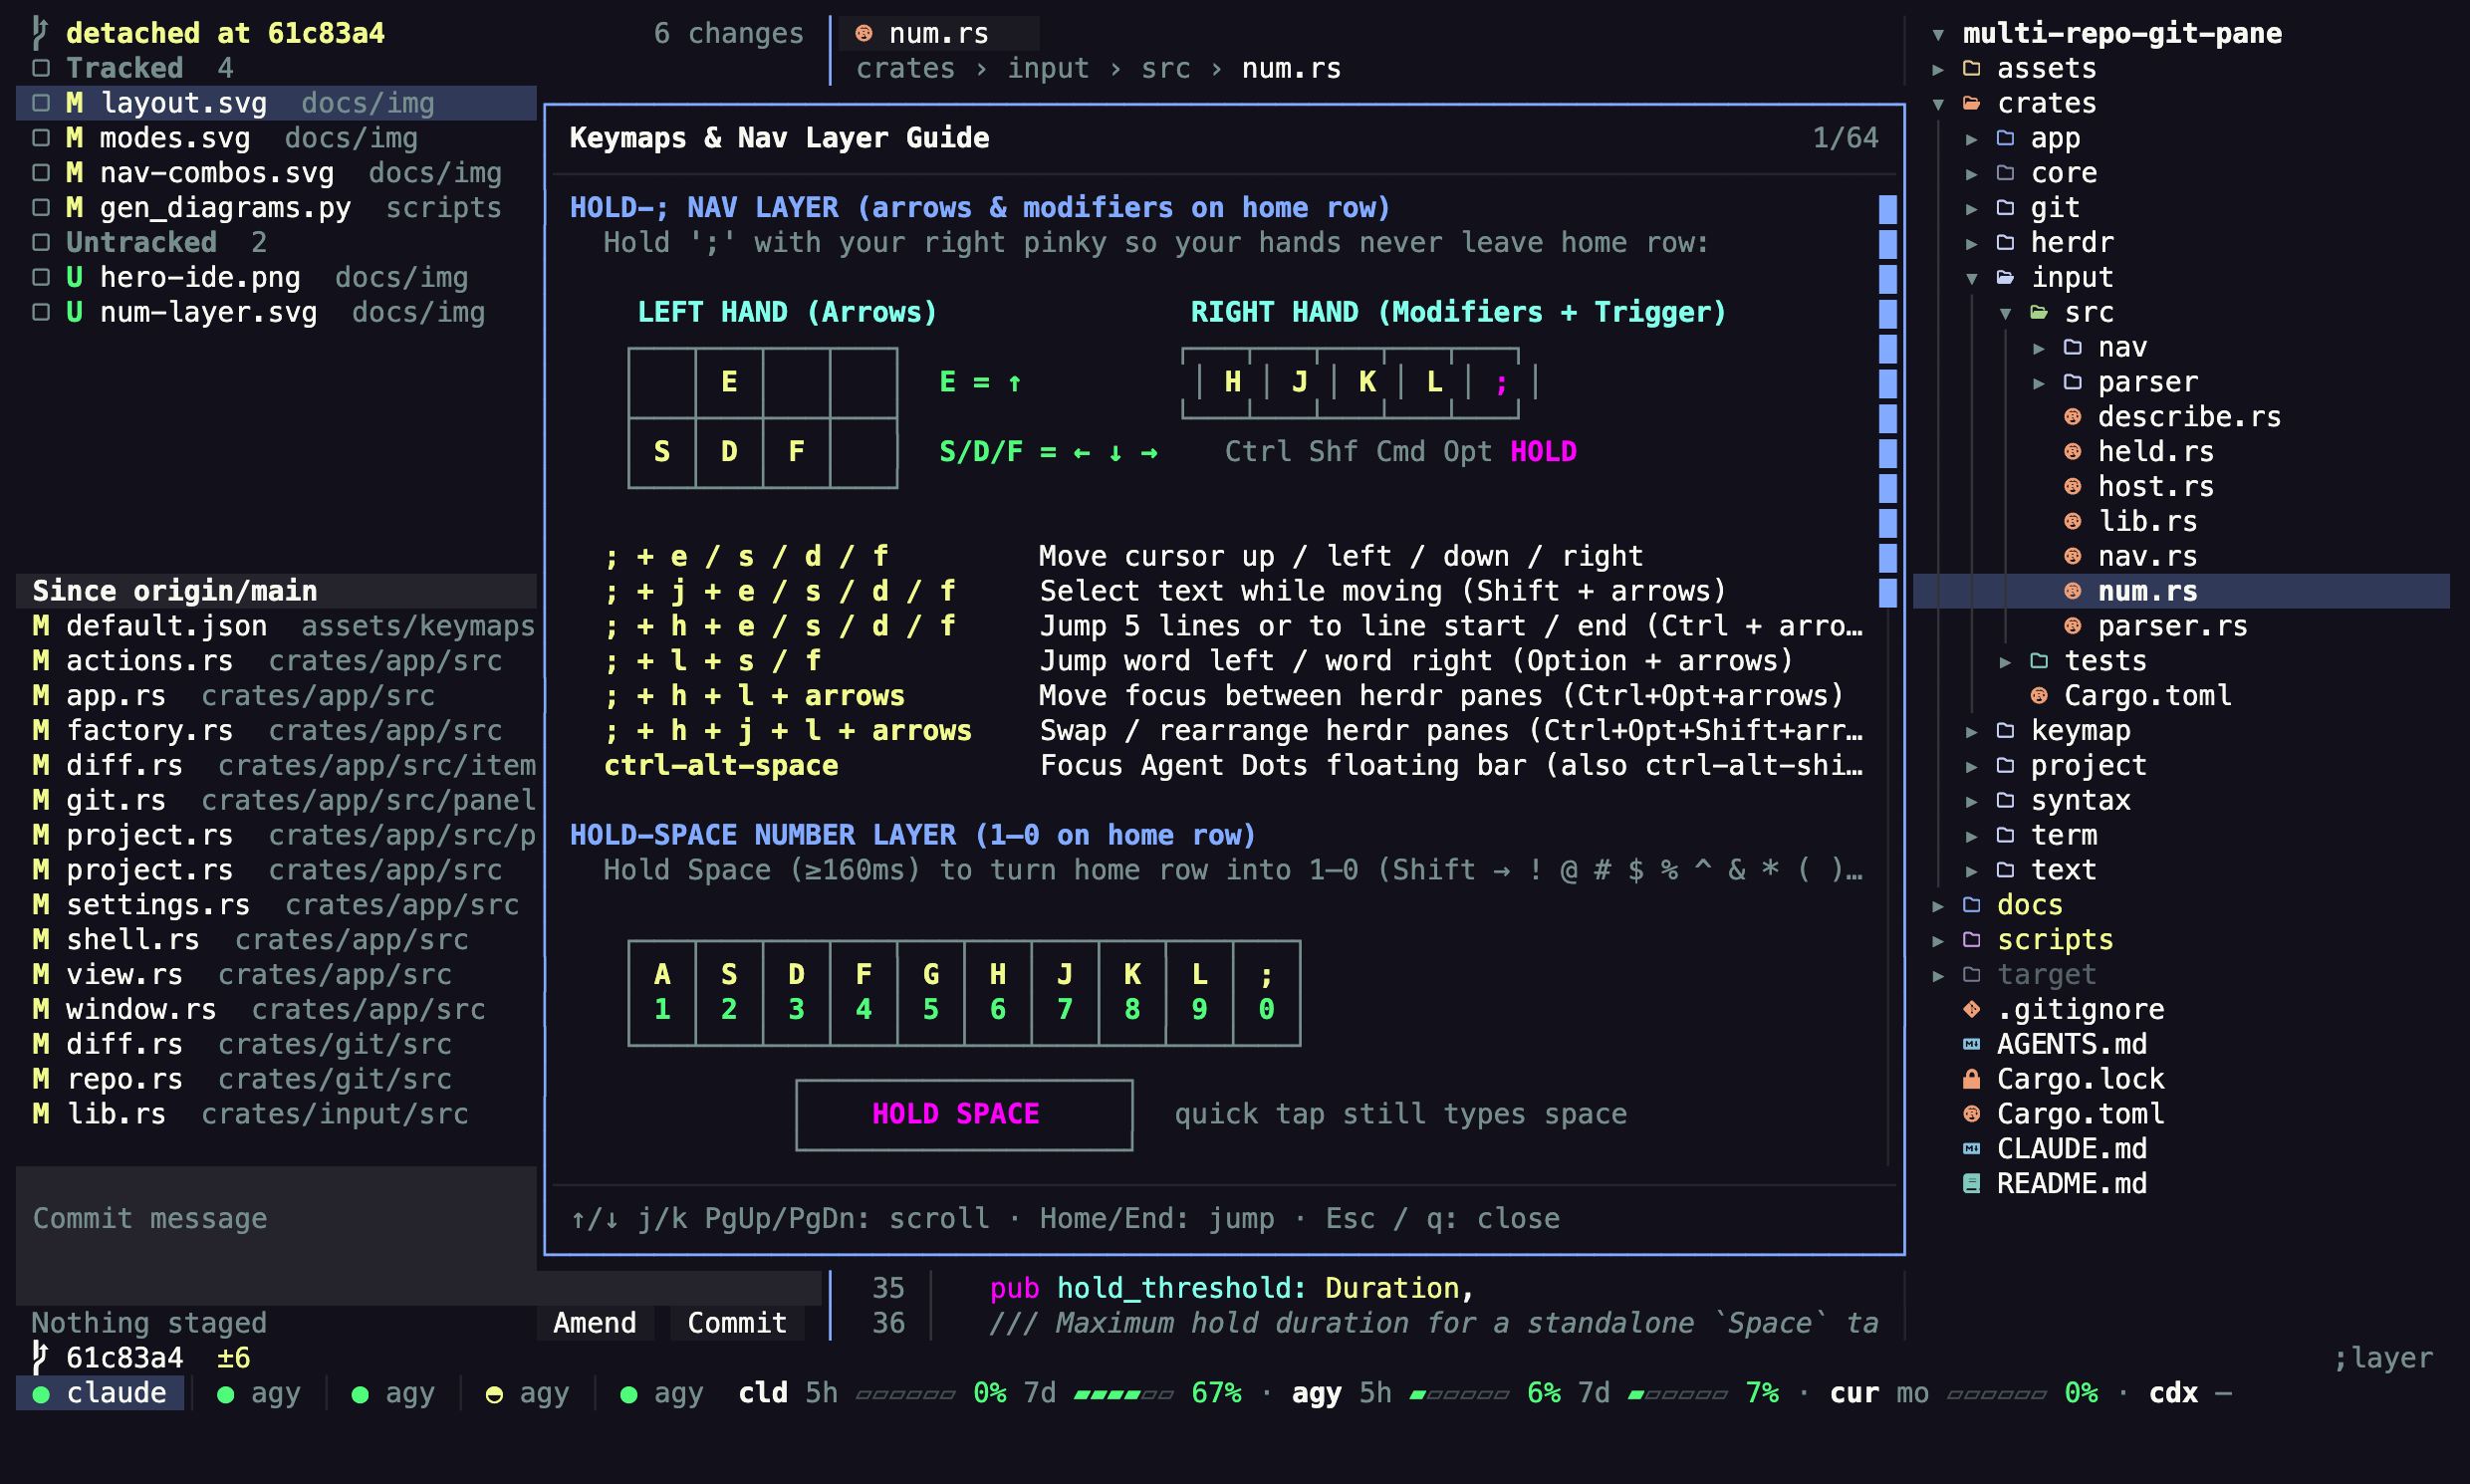 detached at 61c83a4 6 changes
Tracked 4
M layout.svg docs/img
M modes.svg docs/img
M nav-combos.svg docs/img
M gen_diagrams.py scripts
Untracked 2
U hero-ide.png docs/img
U num-layer.svg docs/img
Since origin/main
M default.json assets/keymaps
M actions.rs crates/app/src
M app.rs crates/app/src
M factory.rs crates/app/src
M diff.rs crates/app/src/item
M git.rs crates/app/src/panel
M project.rs crates/app/src/p
M project.rs crates/app/src
M settings.rs crates/app/src
M shell.rs crates/app/src
M view.rs crates/app/src
M window.rs crates/app/src
M diff.rs crates/git/src
M repo.rs crates/git/src
M lib.rs crates/input/src
Commit message
Nothing staged Amend Commit
num.rs
crates › input › src › num.rs
Keymaps & Nav Layer Guide 1/64
HOLD-; NAV LAYER (arrows & modifiers on home row)
Hold ';' with your right pinky so your hands never leave home row:
LEFT HAND (Arrows) RIGHT HAND (Modifiers + Trigger)
E E = ↑ H J K L ;
S D F S/D/F = ← ↓ → Ctrl Shf Cmd Opt HOLD
; + e / s / d / f Move cursor up / left / down / right
; + j + e / s / d / f Select text while moving (Shift + arrows)
; + h + e / s / d / f Jump 5 lines or to line start / end (Ctrl + arro…
; + l + s / f Jump word left / word right (Option + arrows)
; + h + l + arrows Move focus between herdr panes (Ctrl+Opt+arrows)
; + h + j + l + arrows Swap / rearrange herdr panes (Ctrl+Opt+Shift+arr…
ctrl-alt-space Focus Agent Dots floating bar (also ctrl-alt-shi…
HOLD-SPACE NUMBER LAYER (1–0 on home row)
Hold Space (≥160ms) to turn home row into 1–0 (Shift → ! @ # $ % ^ & * ( )…
A S D F G H J K L ;
1 2 3 4 5 6 7 8 9 0
HOLD SPACE quick tap still types space
↑/↓ j/k PgUp/PgDn: scroll · Home/End: jump · Esc / q: close
35 pub hold_threshold: Duration,
36 /// Maximum hold duration for a standalone `Space` ta
multi-repo-git-pane
assets
crates
app
core
git
herdr
input
src
nav
parser
describe.rs
held.rs
host.rs
lib.rs
nav.rs
num.rs
parser.rs
tests
Cargo.toml
keymap
project
syntax
term
text
docs
scripts
target
.gitignore
AGENTS.md
Cargo.lock
Cargo.toml
CLAUDE.md
README.md
61c83a4 ±6 ;layer
claude agy agy agy agy cld 5h 0% 7d 67% · agy 5h 6% 7d 7% · cur mo 0% · cdx —